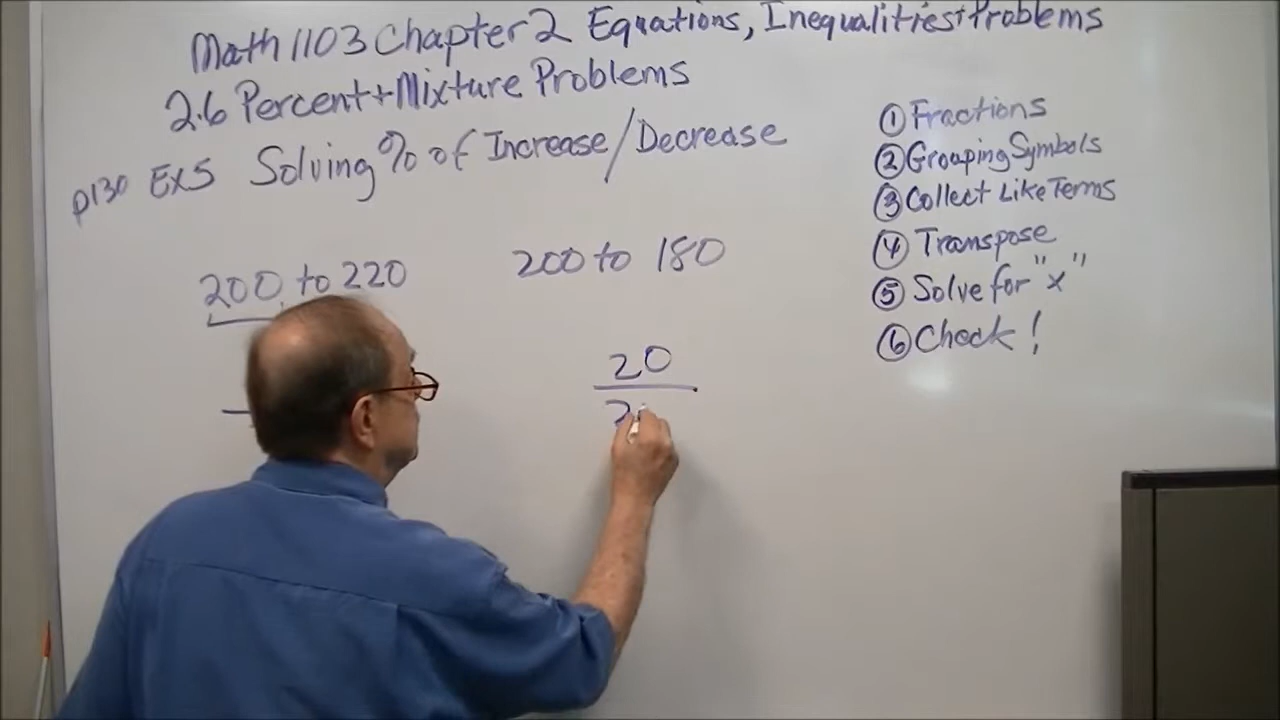 Math 1103 Chapter 2 Equations, Inequalities + Problems
2.6 Percent + Mixture Problems
p130 EX5 Solving % of Increase/Decrease
200 to 220
200 to 180
20
① Fractions
② Grouping Symbols
③ Collect Like Terms
④ Transpose
⑤ Solve for "x"
⑥ Check!